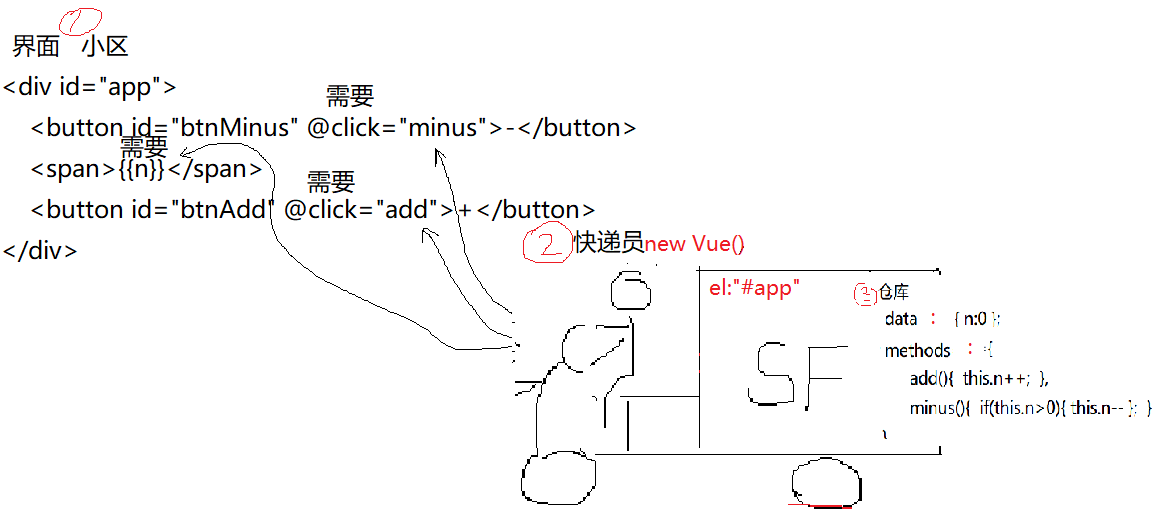 1
界面 小区
<div id="app">
需要
<button id="btnMinus" @click="minus">-</button>
需要
<span>{{n}}</span>
需要
<button id="btnAdd" @click="add">+</button>
</div>
2 快递员new Vue()
el:"#app"
3 仓库
data : { n:0 };
methods : {
add(){ this.n++; },
minus(){ if(this.n>0){ this.n-- }; }
}
SF